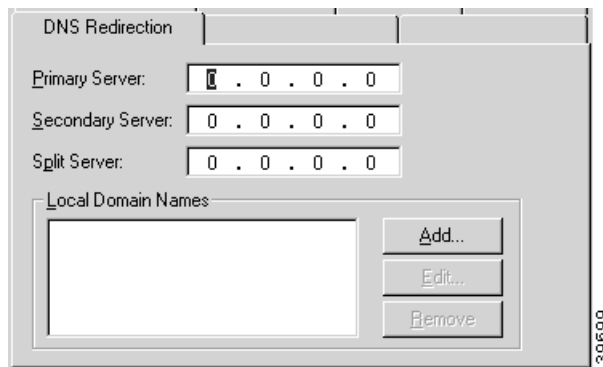 DNS Redirection
Primary Server: 0 . 0 . 0 . 0
Secondary Server: 0 . 0 . 0 . 0
Split Server: 0 . 0 . 0 . 0
Local Domain Names
Add...
Edit...
Remove
39699